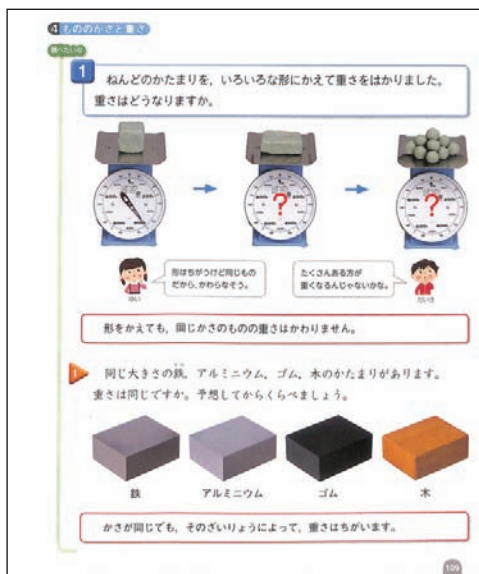 4 もののかさと重さ
調べたいな
1
ねんどのかたまりを，いろいろな形にかえて重さをはかりました。
重さはどうなりますか。
?
?
形はちがうけど同じもの
だから，かわらなそう。
ゆい
たくさんある方が
重くなるんじゃないかな。
だいき
形をかえても，同じかさのものの重さはかわりません。
1
同じ大きさの鉄，アルミニウム，ゴム，木のかたまりがあります。
重さは同じですか。予想してからくらべましょう。
鉄
アルミニウム
ゴム
木
かさが同じでも，そのざいりょうによって，重さはちがいます。
109